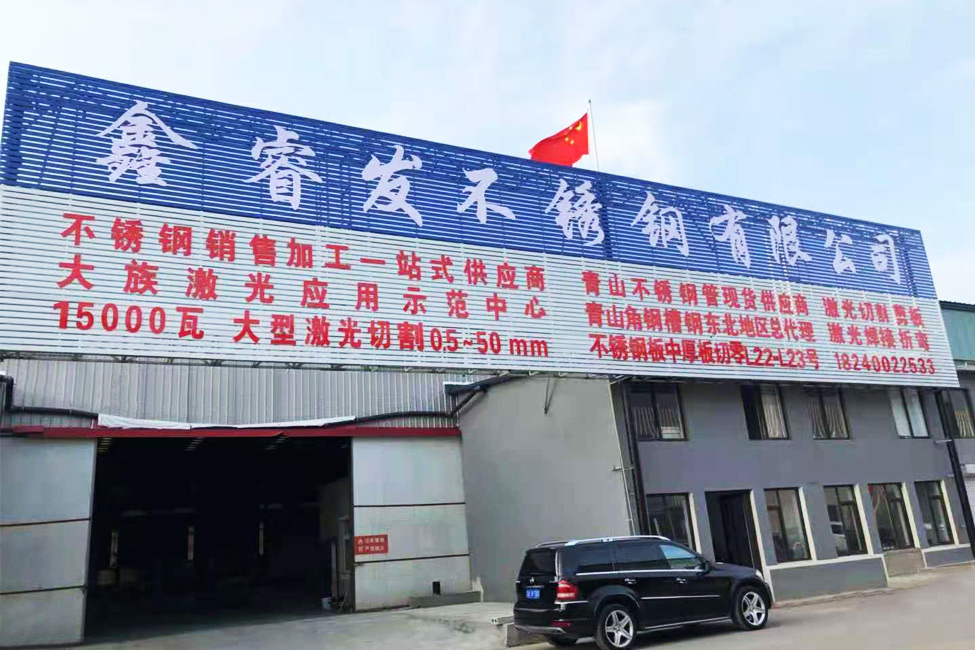 鑫睿发不锈钢有限公司
不锈钢销售加工一站式供应商
大族激光应用示范中心
15000瓦 大型激光切割0.5~50mm
青山不锈钢管现货供应商 激光切割 剪板
青山角钢槽钢东北地区总代理 激光焊接 折弯
不锈钢板中厚板切零L22-L23号 18240022533